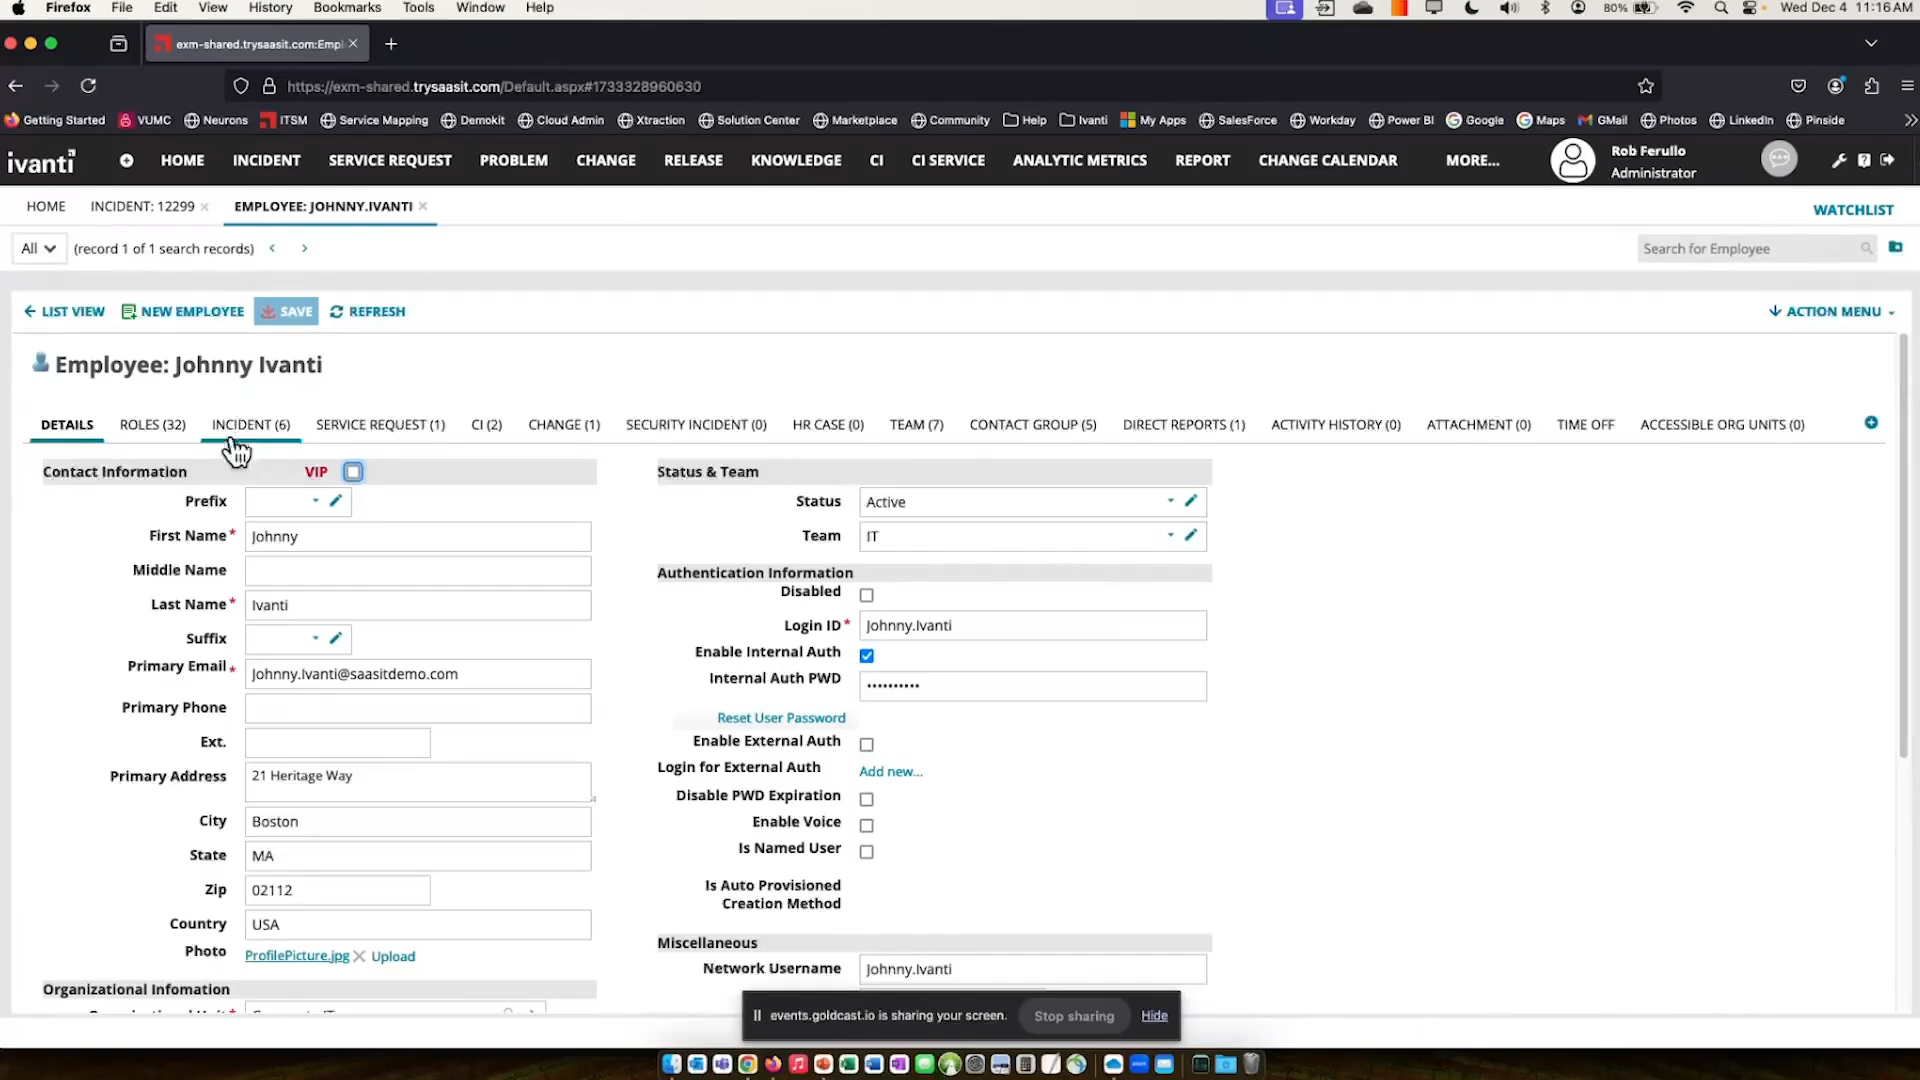 Firefox File Edit View History Bookmarks Tools Window Help 80% Wed Dec 4 11:16 AM
exm-shared.trysaasit.com:Empl
https://exm-shared.trysaasit.com/Default.aspx#1733328960630
Getting Started VUMC Neurons ITSM Service Mapping Demokit Cloud Admin Xtraction Solution Center Marketplace Community Help Ivanti My Apps SalesForce Workday Power BI Google Maps GMail Photos LinkedIn Pinside
ivanti HOME INCIDENT SERVICE REQUEST PROBLEM CHANGE RELEASE KNOWLEDGE CI CI SERVICE ANALYTIC METRICS REPORT CHANGE CALENDAR MORE... Rob Ferullo
Administrator
HOME INCIDENT: 12299 EMPLOYEE: JOHNNY.IVANTI WATCHLIST
All (record 1 of 1 search records) Search for Employee
LIST VIEW NEW EMPLOYEE SAVE REFRESH ACTION MENU
Employee: Johnny Ivanti
DETAILS ROLES (32) INCIDENT (6) SERVICE REQUEST (1) CI (2) CHANGE (1) SECURITY INCIDENT (0) HR CASE (0) TEAM (7) CONTACT GROUP (5) DIRECT REPORTS (1) ACTIVITY HISTORY (0) ATTACHMENT (0) TIME OFF ACCESSIBLE ORG UNITS (0)
Contact Information VIP
Prefix
First Name* Johnny
Middle Name
Last Name* Ivanti
Suffix
Primary Email* Johnny.Ivanti@saasitdemo.com
Primary Phone
Ext.
Primary Address 21 Heritage Way
City Boston
State MA
Zip 02112
Country USA
Photo ProfilePicture.jpg Upload
Organizational Infomation
Status & Team
Status Active
Team IT
Authentication Information
Disabled
Login ID* Johnny.Ivanti
Enable Internal Auth
Internal Auth PWD ••••••••••
Reset User Password
Enable External Auth
Login for External Auth Add new...
Disable PWD Expiration
Enable Voice
Is Named User
Is Auto Provisioned
Creation Method
Miscellaneous
Network Username Johnny.Ivanti
events.goldcast.io is sharing your screen. Stop sharing Hide